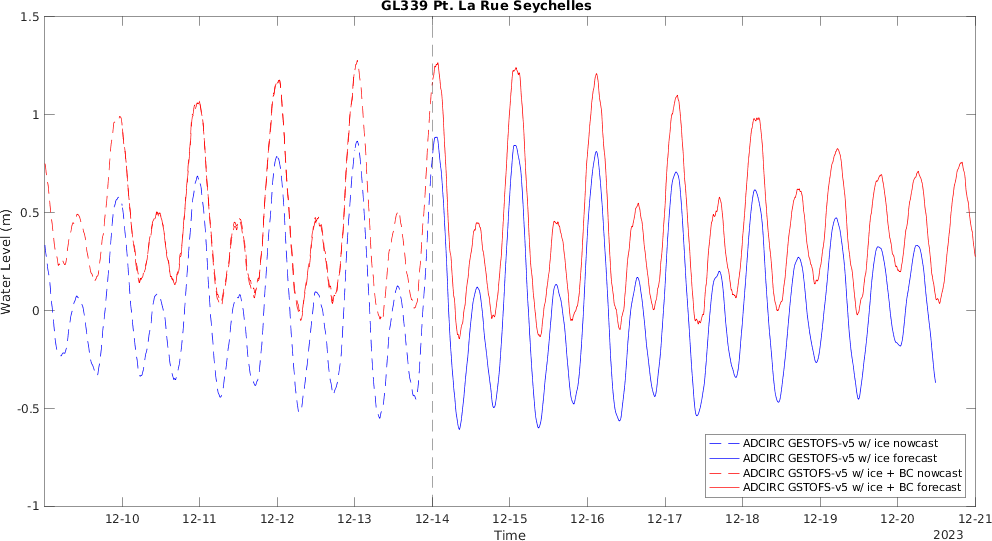 GL339 Pt. La Rue Seychelles
1.5
1
0.5
0
-0.5
-1
Water Level (m)
12-10 12-11 12-12 12-13 12-14 12-15 12-16 12-17 12-18 12-19 12-20 12-21
Time
2023
ADCIRC GESTOFS-v5 w/ ice nowcast
ADCIRC GESTOFS-v5 w/ ice forecast
ADCIRC GSTOFS-v5 w/ ice + BC nowcast
ADCIRC GSTOFS-v5 w/ ice + BC forecast